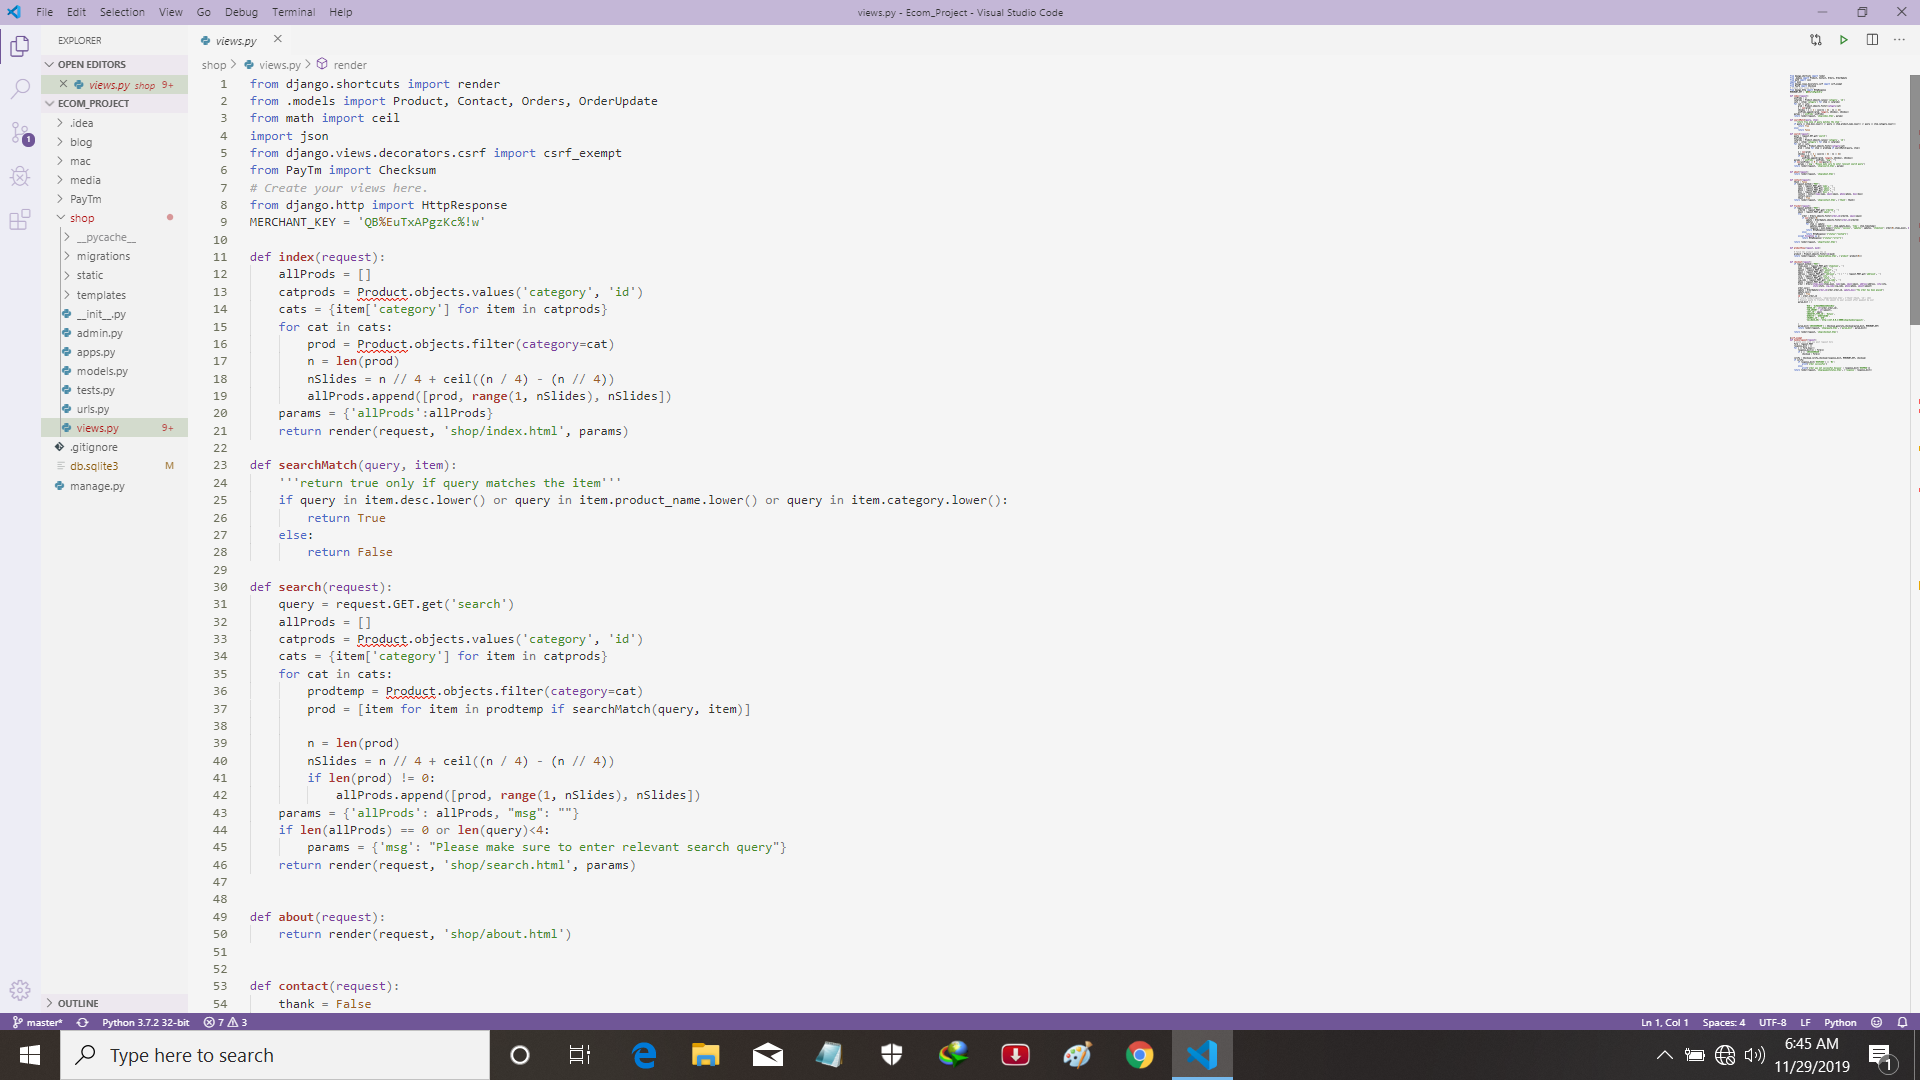 File Edit Selection View Go Debug Terminal Help
views.py - Ecom_Project - Visual Studio Code
EXPLORER
OPEN EDITORS
views.py shop 9+
ECOM_PROJECT
.idea
blog
mac
media
PayTm
shop
__pycache__
migrations
static
templates
__init__.py
admin.py
apps.py
models.py
tests.py
urls.py
views.py 9+
.gitignore
db.sqlite3 M
manage.py
OUTLINE
1
views.py
shop > views.py > render
1 from django.shortcuts import render
2 from .models import Product, Contact, Orders, OrderUpdate
3 from math import ceil
4 import json
5 from django.views.decorators.csrf import csrf_exempt
6 from PayTm import Checksum
7 # Create your views here.
8 from django.http import HttpResponse
9 MERCHANT_KEY = 'QB%EuTxAPgzKc%!w'
10
11 def index(request):
12 allProds = []
13 catprods = Product.objects.values('category', 'id')
14 cats = {item['category'] for item in catprods}
15 for cat in cats:
16 prod = Product.objects.filter(category=cat)
17 n = len(prod)
18 nSlides = n // 4 + ceil((n / 4) - (n // 4))
19 allProds.append([prod, range(1, nSlides), nSlides])
20 params = {'allProds':allProds}
21 return render(request, 'shop/index.html', params)
22
23 def searchMatch(query, item):
24 '''return true only if query matches the item'''
25 if query in item.desc.lower() or query in item.product_name.lower() or query in item.category.lower():
26 return True
27 else:
28 return False
29
30 def search(request):
31 query = request.GET.get('search')
32 allProds = []
33 catprods = Product.objects.values('category', 'id')
34 cats = {item['category'] for item in catprods}
35 for cat in cats:
36 prodtemp = Product.objects.filter(category=cat)
37 prod = [item for item in prodtemp if searchMatch(query, item)]
38
39 n = len(prod)
40 nSlides = n // 4 + ceil((n / 4) - (n // 4))
41 if len(prod) != 0:
42 allProds.append([prod, range(1, nSlides), nSlides])
43 params = {'allProds': allProds, "msg": ""}
44 if len(allProds) == 0 or len(query)<4:
45 params = {'msg': "Please make sure to enter relevant search query"}
46 return render(request, 'shop/search.html', params)
47
48
49 def about(request):
50 return render(request, 'shop/about.html')
51
52
53 def contact(request):
54 thank = False
master* Python 3.7.2 32-bit 7 3
Ln 1, Col 1 Spaces: 4 UTF-8 LF Python
Type here to search
6:45 AM
11/29/2019
1